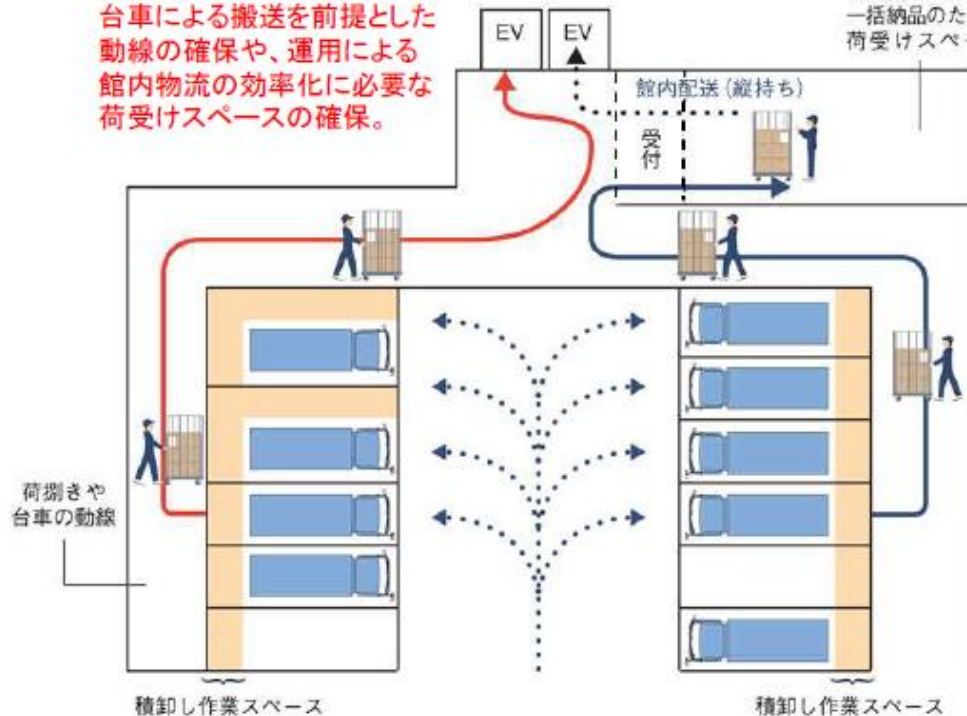 台車による搬送を前提とした
動線の確保や、運用による
館内物流の効率化に必要な
荷受けスペースの確保。
EV
EV
一括納品のた
荷受けスペ
館内配送(縦持ち)
受付
荷捌きや
台車の動線
積卸し作業スペース
積卸し作業スペース